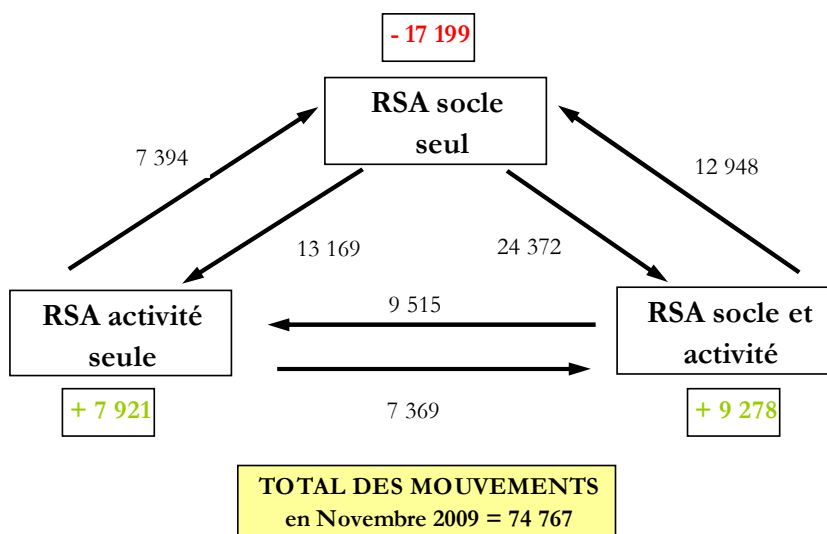 - 17 199
RSA socle
seul
7 394
12 948
13 169
24 372
RSA activité
seule
9 515
RSA socle et
activité
+ 7 921
7 369
+ 9 278
TOTAL DES MOUVEMENTS
en Novembre 2009 = 74 767